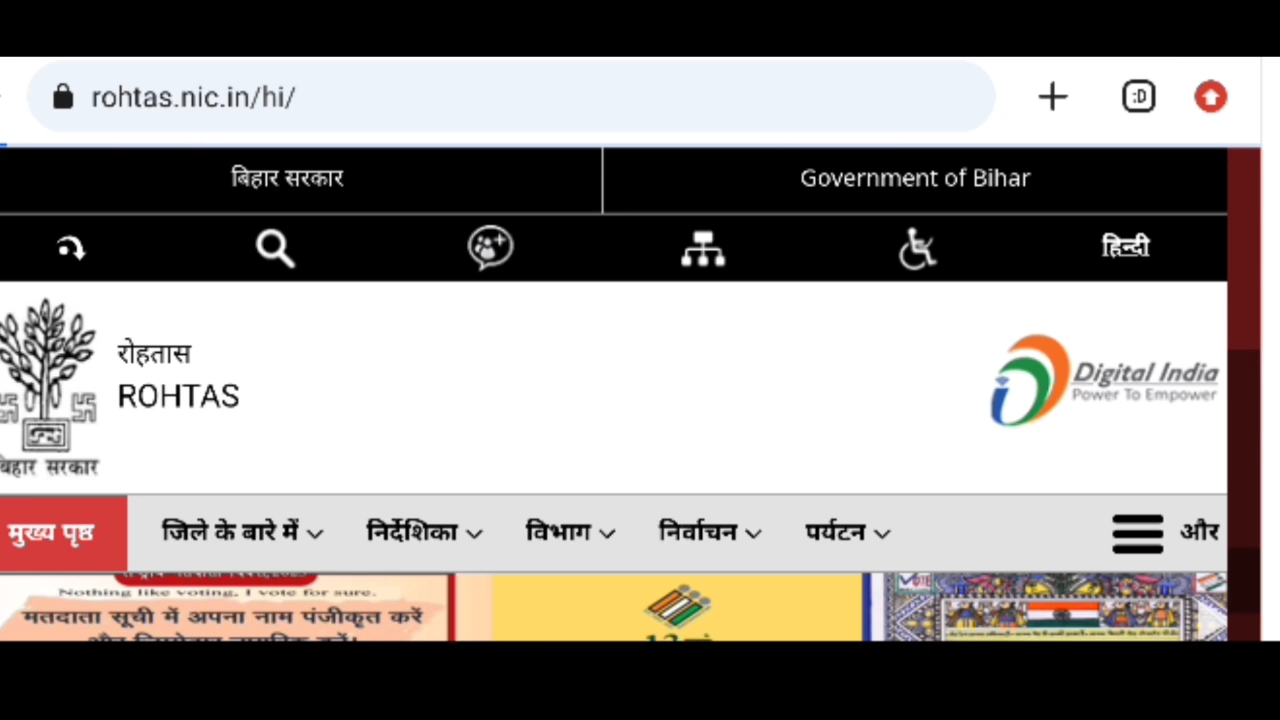 rohtas.nic.in/hi/
:D
बिहार सरकार
Government of Bihar
हिन्दी
रोहतास
ROHTAS
बिहार सरकार
Digital India
Power To Empower
मुख्य पृष्ठ
जिले के बारे में
निर्देशिका
विभाग
निर्वाचन
पर्यटन
और
Nothing like voting, I vote for sure.
मतदाता सूची में अपना नाम पंजीकृत करें